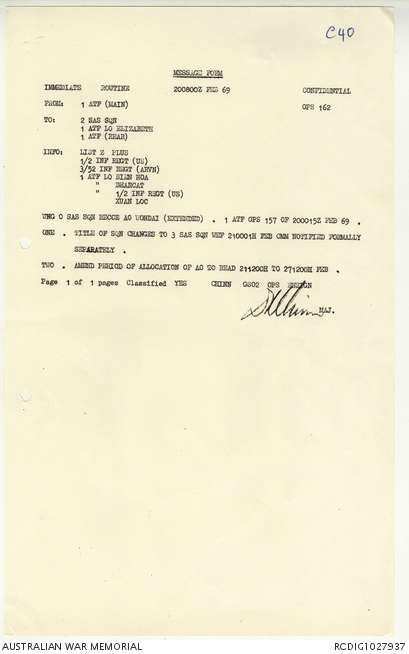 C40
MESSAGE FORM
IMMEDIATE ROUTINE 200800Z FEB 69 CONFIDENTIAL
FROM: 1 ATF (MAIN) OPS 162
TO: 2 SAS SQN
1 ATF LO ELIZABETH
1 ATF (REAR)
INFO: LIST Z PLUS
1/2 INF REGT (US)
3/52 INF REGT (ARVN)
1 ATF LO BIEN HOA
" BEARCAT
" 1/2 INF REGT (US)
XUAN LOC
UNG O SAS SQN RECCE AO WONDAI (EXTENDED) . 1 ATF OPS 157 OF 200015Z FEB 69 .
ONE . TITLE OF SQN CHANGES TO 3 SAS SQN WEF 210001H FEB CMM NOTIFIED FORMALLY
SEPARATELY .
TWO . AMEND PERIOD OF ALLOCATION OF AO TO READ 211200H TO 271200H FEB .
Page 1 of 1 pages Classified YES CHINN GSO2 OPS
MAJ.
AUSTRALIAN WAR MEMORIAL RCDIG1027937